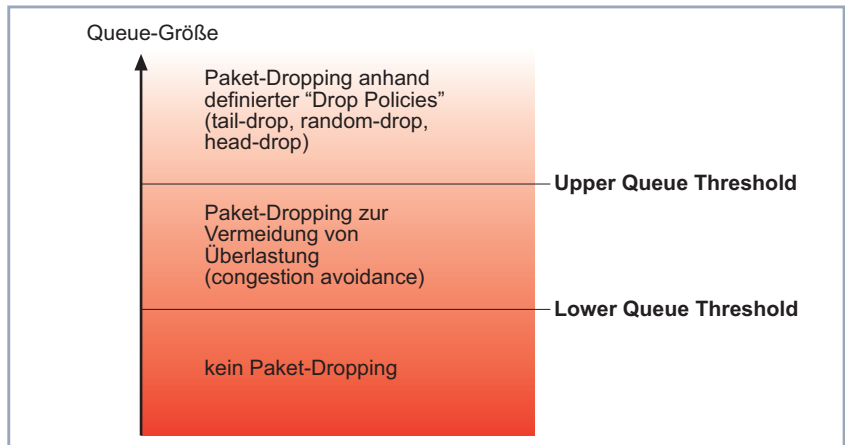 Queue-Größe
Paket-Dropping anhand
definierter “Drop Policies”
(tail-drop, random-drop,
head-drop)
Upper Queue Threshold
Paket-Dropping zur
Vermeidung von
Überlastung
(congestion avoidance)
Lower Queue Threshold
kein Paket-Dropping